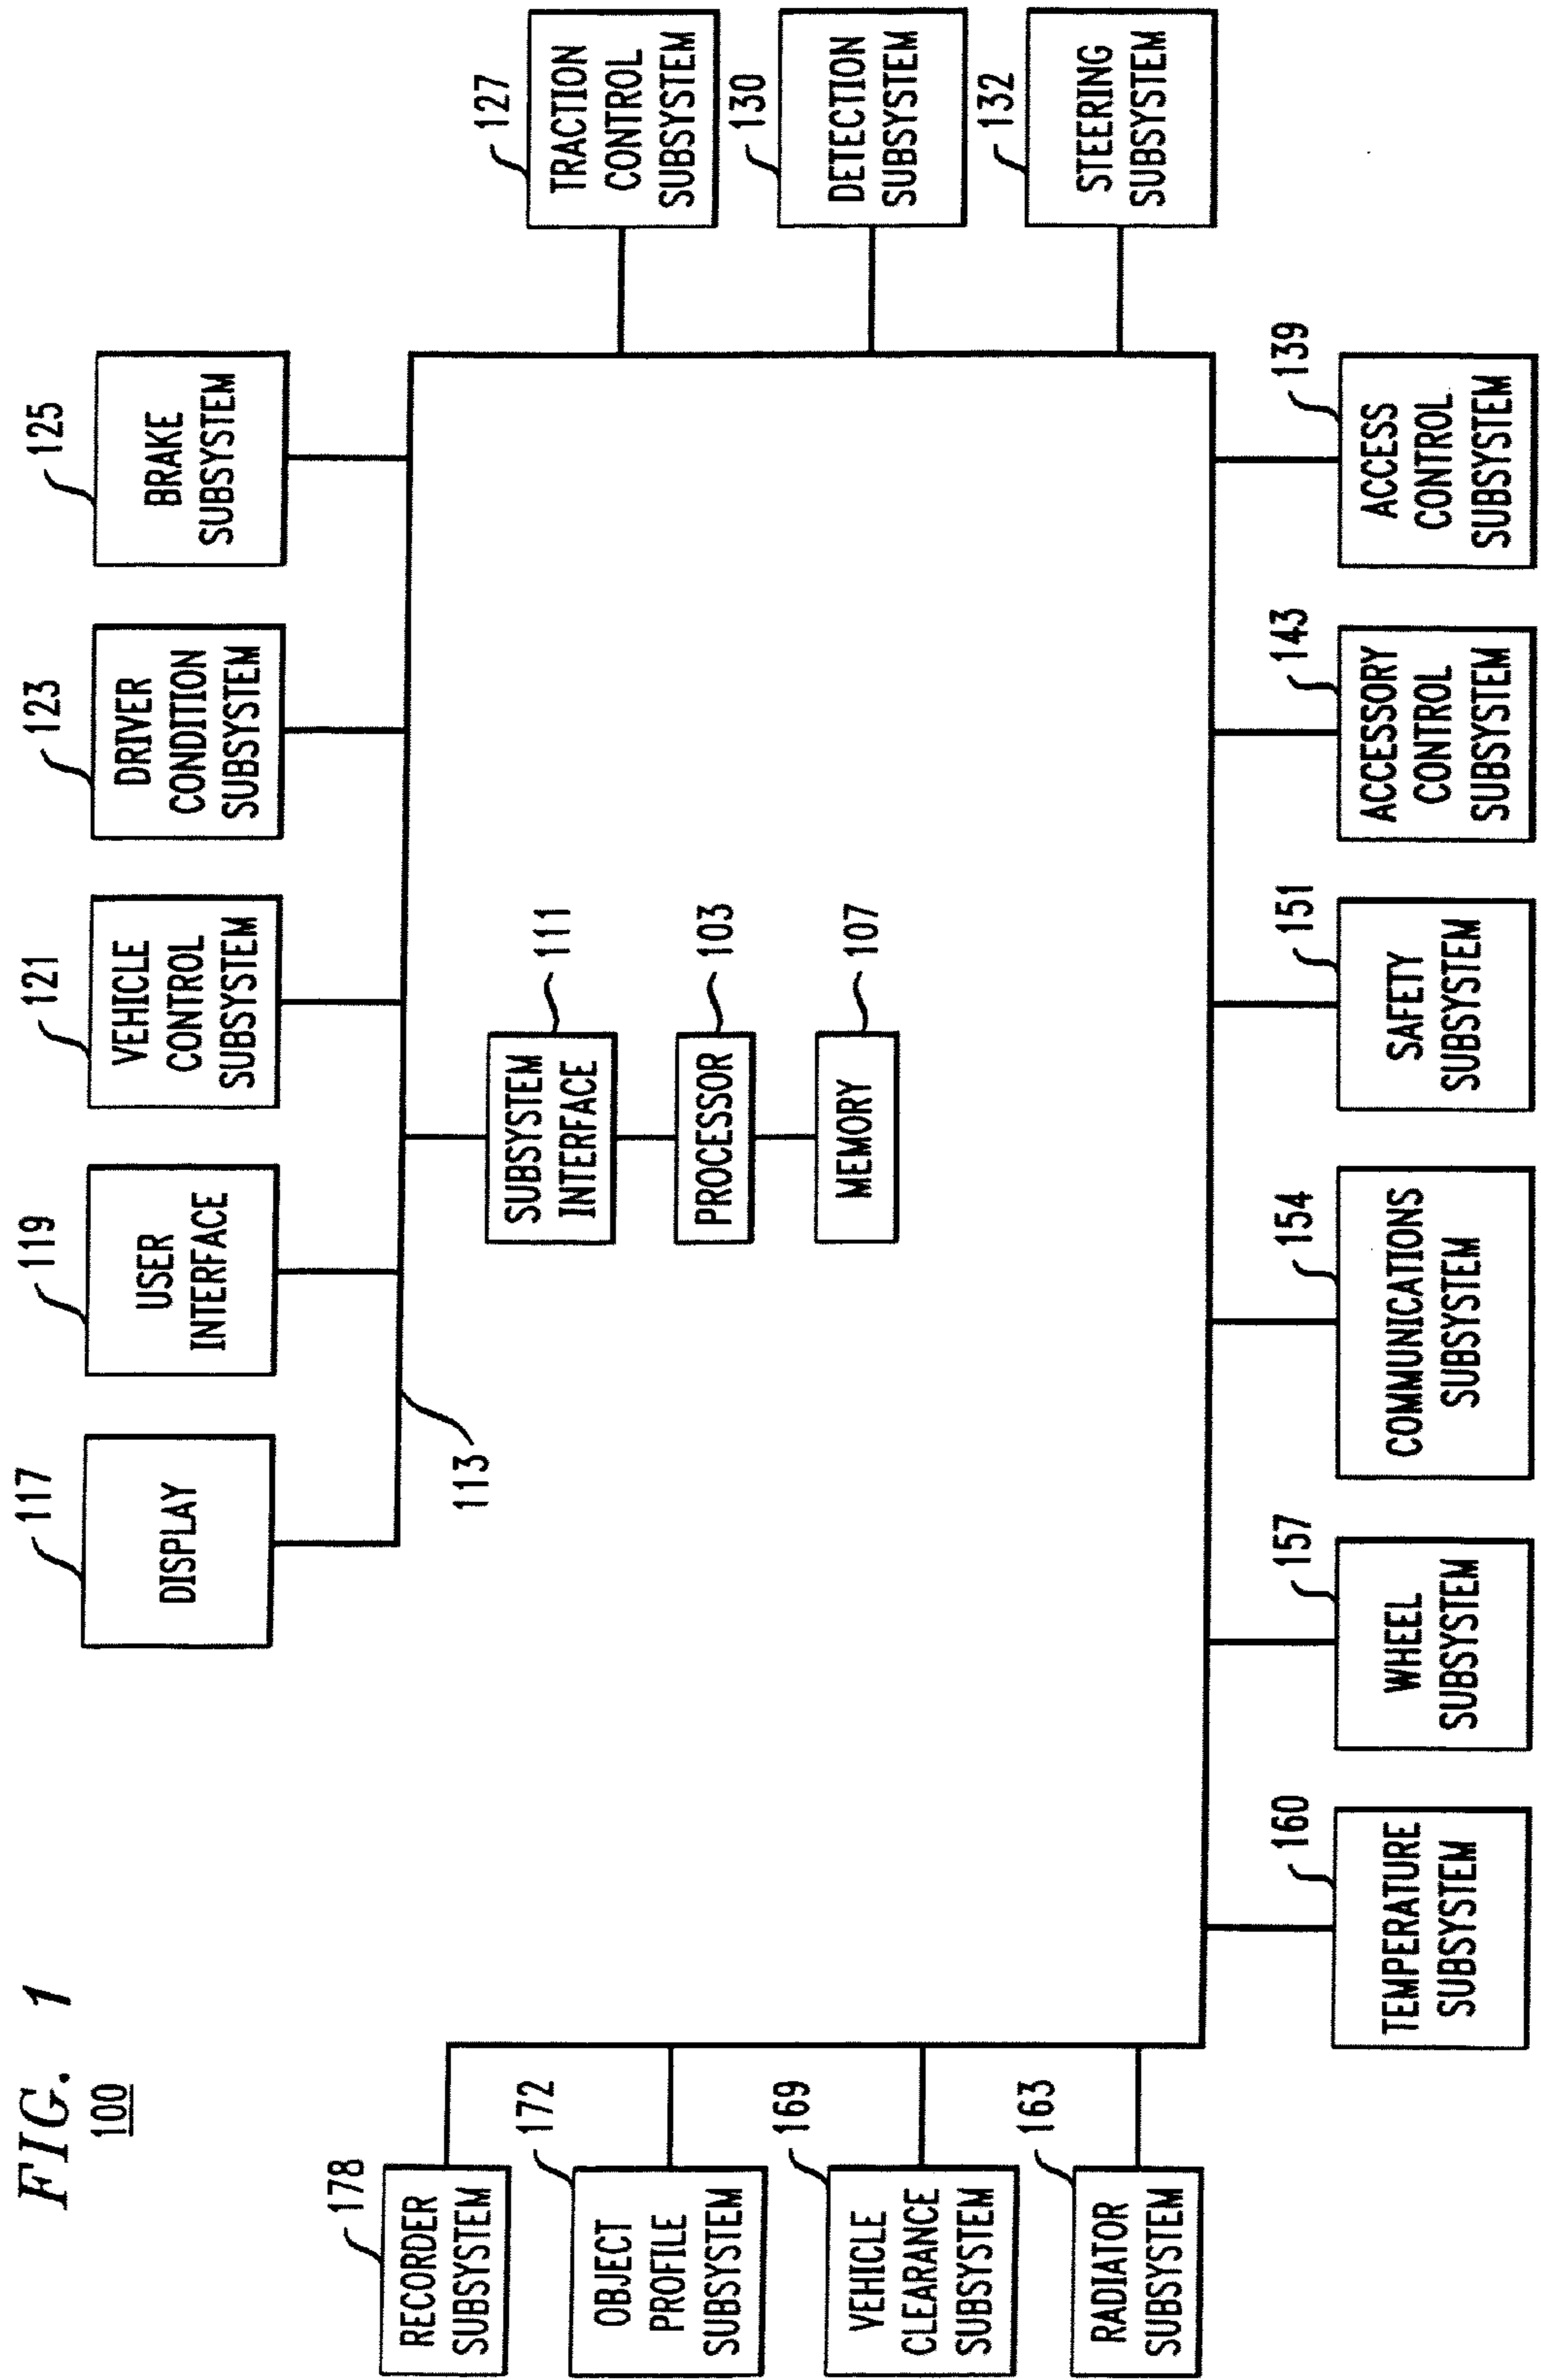 FIG. 1
100
117
DISPLAY
119
USER
INTERFACE
121
VEHICLE
CONTROL
SUBSYSTEM
123
DRIVER
CONDITION
SUBSYSTEM
125
BRAKE
SUBSYSTEM
113
SUBSYSTEM
INTERFACE
111
PROCESSOR
103
MEMORY
107
127
TRACTION
CONTROL
SUBSYSTEM
130
DETECTION
SUBSYSTEM
132
STEERING
SUBSYSTEM
178
RECORDER
SUBSYSTEM
172
OBJECT
PROFILE
SUBSYSTEM
169
VEHICLE
CLEARANCE
SUBSYSTEM
163
RADIATOR
SUBSYSTEM
160
TEMPERATURE
SUBSYSTEM
157
WHEEL
SUBSYSTEM
154
COMMUNICATIONS
SUBSYSTEM
151
SAFETY
SUBSYSTEM
143
ACCESSORY
CONTROL
SUBSYSTEM
139
ACCESS
CONTROL
SUBSYSTEM